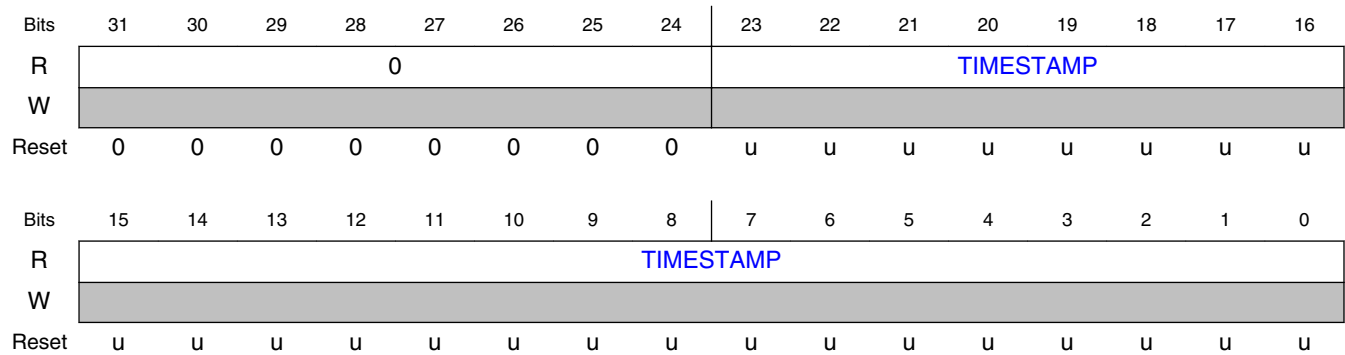 Bits 31 30 29 28 27 26 25 24 23 22 21 20 19 18 17 16
R 0 TIMESTAMP
W
Reset 0 0 0 0 0 0 0 0 u u u u u u u u
Bits 15 14 13 12 11 10 9 8 7 6 5 4 3 2 1 0
R TIMESTAMP
W
Reset u u u u u u u u u u u u u u u u